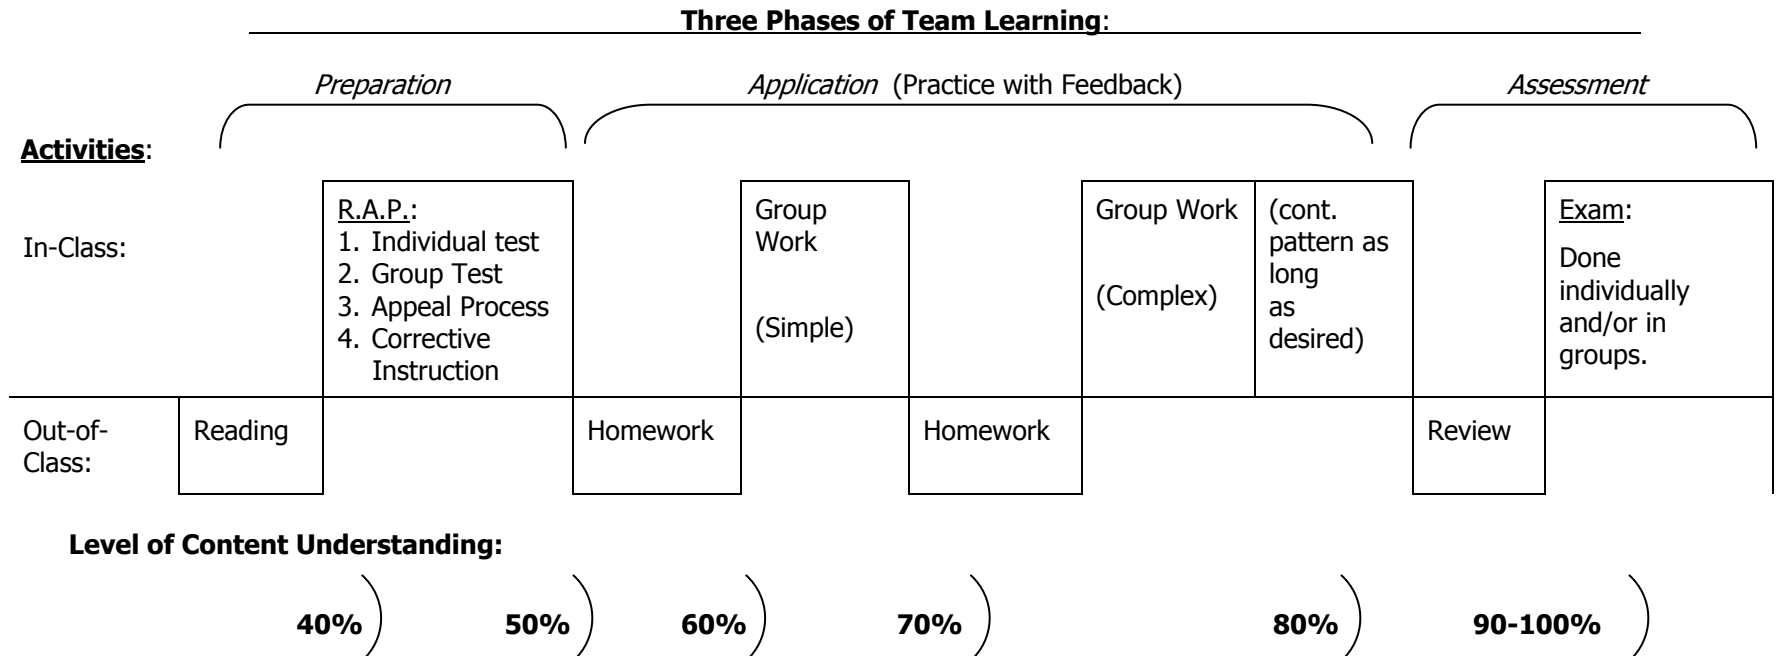 Three Phases of Team Learning:
Preparation
Application (Practice with Feedback)
Assessment
Activities:
In-Class:
R.A.P.:
1. Individual test
2. Group Test
3. Appeal Process
4. Corrective
Instruction
Group
Work
(Simple)
Group Work
(Complex)
(cont.
pattern as
long
as
desired)
Exam:
Done
individually
and/or in
groups.
Out-of-
Class:
Reading
Homework
Homework
Review
Level of Content Understanding:
40%
50%
60%
70%
80%
90-100%